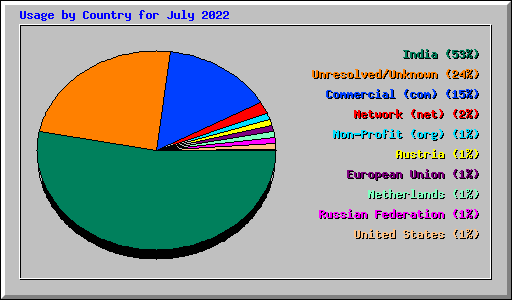 Usage by Country for July 2022
India (53%)
Unresolved/Unknown (24%)
Commercial (com) (15%)
Network (net) (2%)
Non-Profit (org) (1%)
Austria (1%)
European Union (1%)
Netherlands (1%)
Russian Federation (1%)
United States (1%)